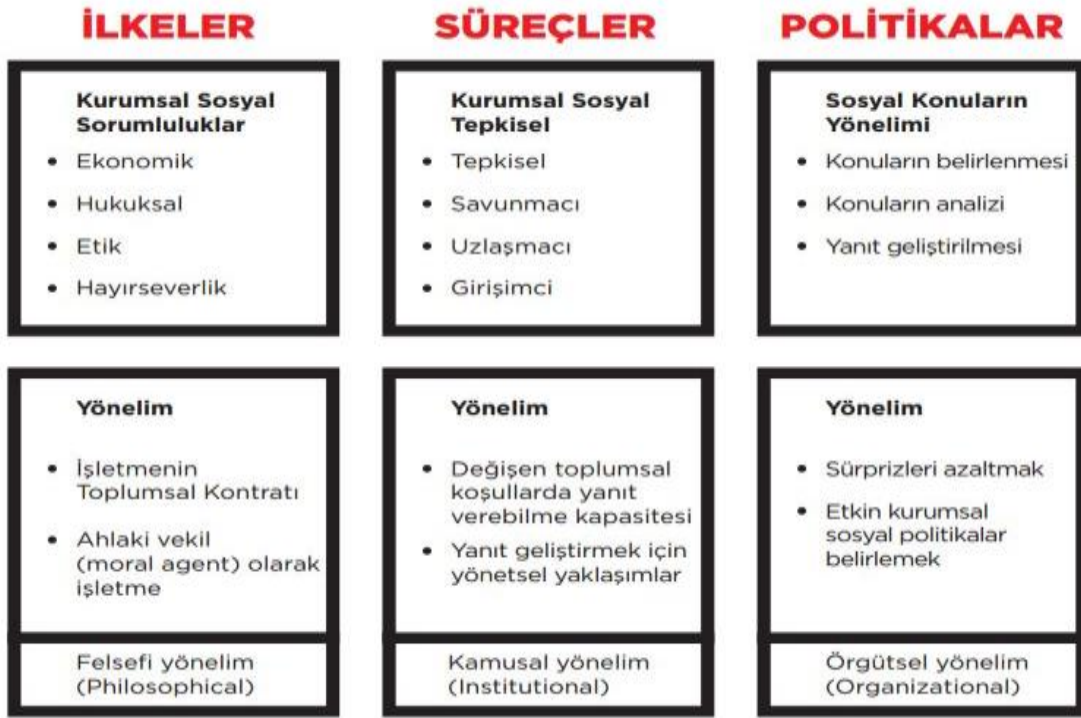 İLKELER
Kurumsal Sosyal
Sorumluluklar
• Ekonomik
• Hukuksal
• Etik
• Hayırseverlik
Yönelim
• İşletmenin
Toplumsal Kontratı
• Ahlaki vekil
(moral agent) olarak
işletme
Felsefi yönelim
(Philosophical)
SÜREÇLER
Kurumsal Sosyal
Tepkisel
• Tepkisel
• Savunmacı
• Uzlaşmacı
• Girişimci
Yönelim
• Değişen toplumsal
koşullarda yanıt
verebilme kapasitesi
• Yanıt geliştirmek için
yönetsel yaklaşımlar
Kamusal yönelim
(Institutional)
POLİTİKALAR
Sosyal Konuların
Yönelimi
• Konuların belirlenmesi
• Konuların analizi
• Yanıt geliştirilmesi
Yönelim
• Sürprizleri azaltmak
• Etkin kurumsal
sosyal politikalar
belirlemek
Örgütsel yönelim
(Organizational)